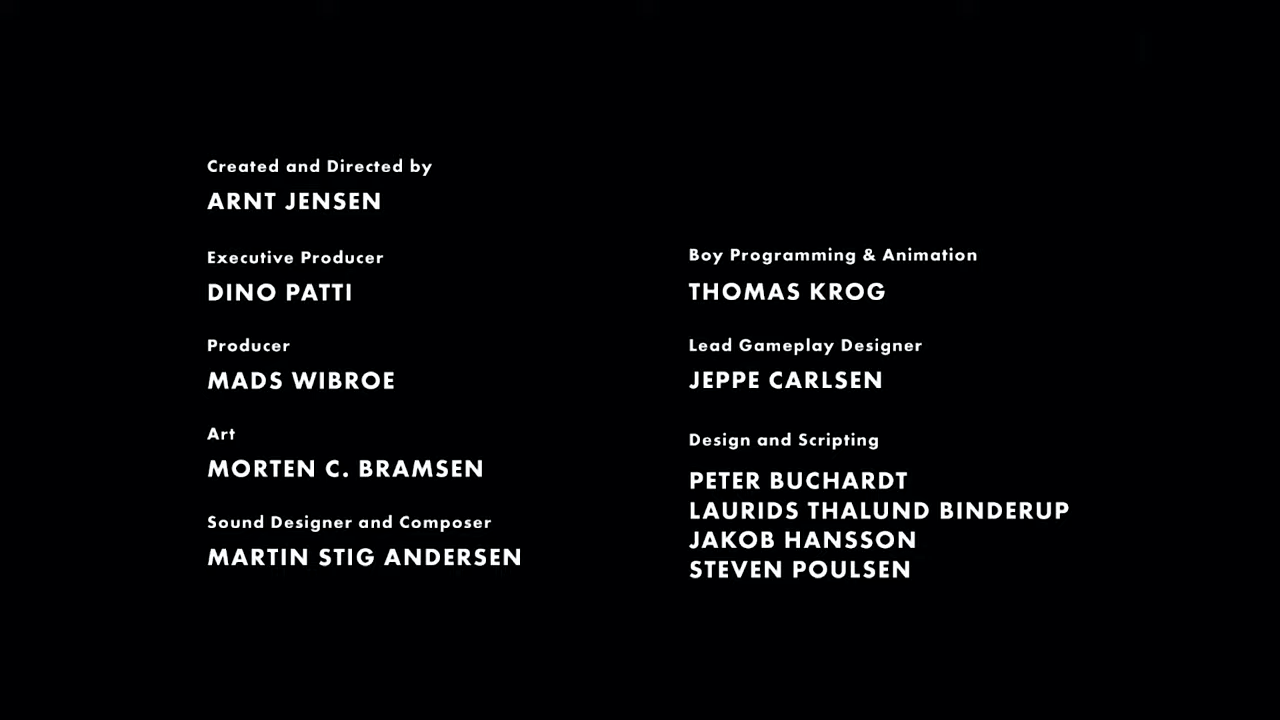 Created and Directed by
ARNT JENSEN
Executive Producer
DINO PATTI
Producer
MADS WIBROE
Art
MORTEN C. BRAMSEN
Sound Designer and Composer
MARTIN STIG ANDERSEN
Boy Programming & Animation
THOMAS KROG
Lead Gameplay Designer
JEPPE CARLSEN
Design and Scripting
PETER BUCHARDT
LAURIDS THALUND BINDERUP
JAKOB HANSSON
STEVEN POULSEN